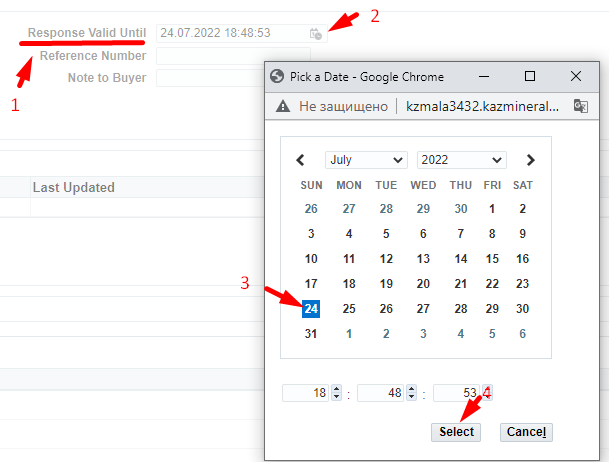 2
Response Valid Until 24.07.2022 18:48:53
Reference Number
Note to Buyer
1
Pick a Date - Google Chrome
Не защищено | kzmala3432.kazmineral...
July 2022
SUN MON TUE WED THU FRI SAT
26 27 28 29 30 1 2
3 4 5 6 7 8 9
10 11 12 13 14 15 16
17 18 19 20 21 22 23
24 25 26 27 28 29 30
31 1 2 3 4 5 6
Last Updated
3
18 : 48 : 53
4
Select Cancel